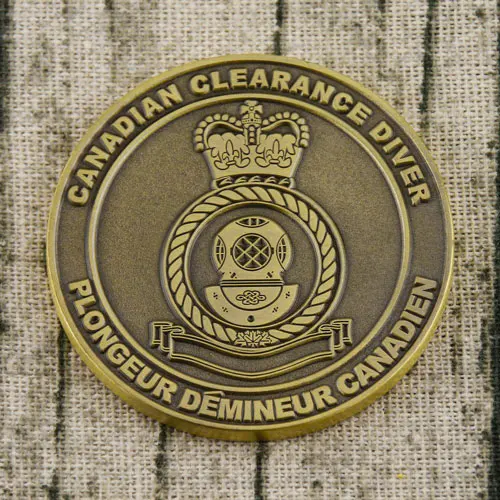 CANADIAN CLEARANCE DIVER
PLONGEUR DÉMINEUR CANADIEN